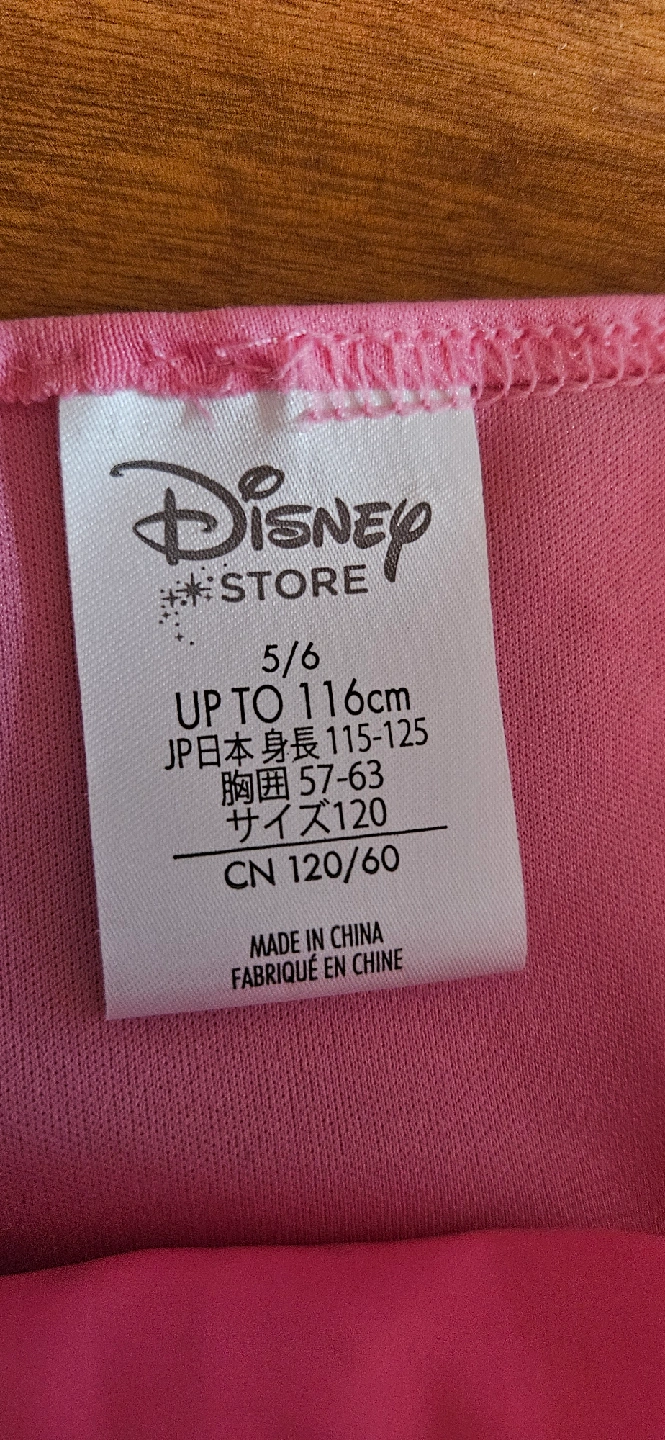 Disney
STORE
5/6
UP TO 116cm
JP日本 身長 115-125
胸囲 57-63
サイズ120
CN 120/60
MADE IN CHINA
FABRIQUÉ EN CHINE